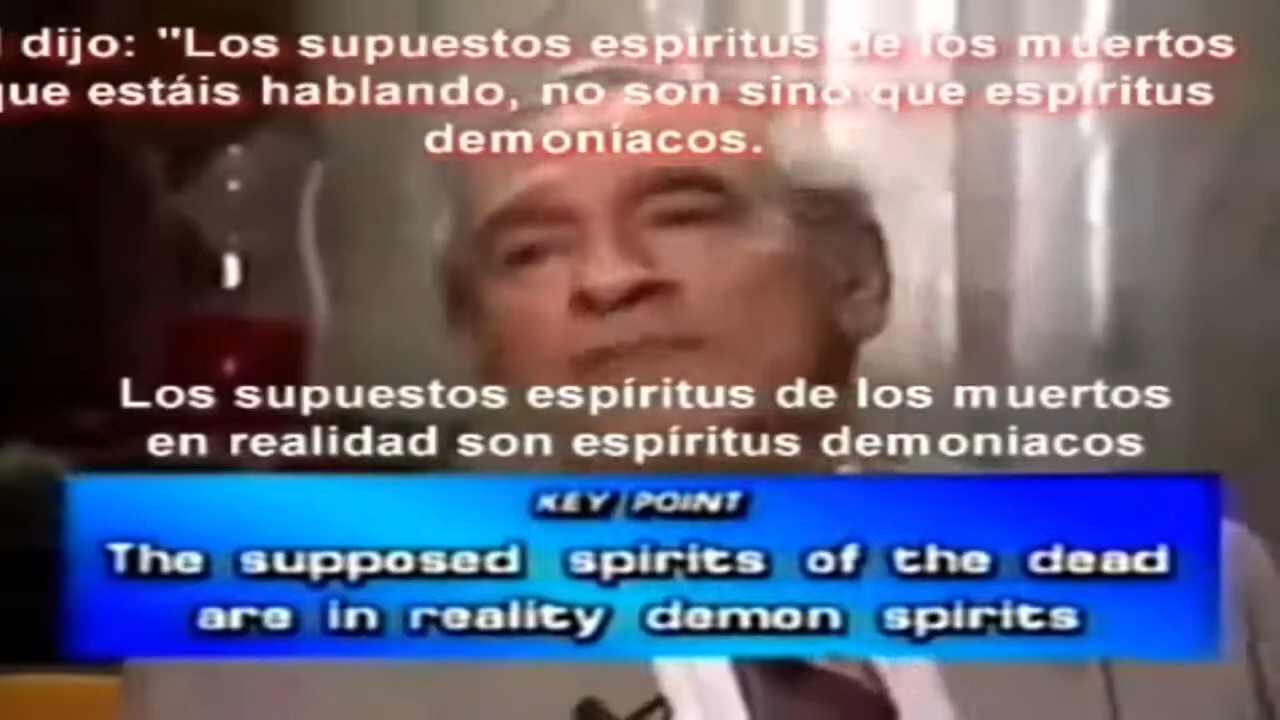 dijo: "Los supuestos espiritus de los muertos
que estáis hablando, no son sino que espíritus
demoníacos.
Los supuestos espíritus de los muertos
en realidad son espíritus demoniacos
KEY POINT
The supposed spirits of the dead
are in reality demon spirits